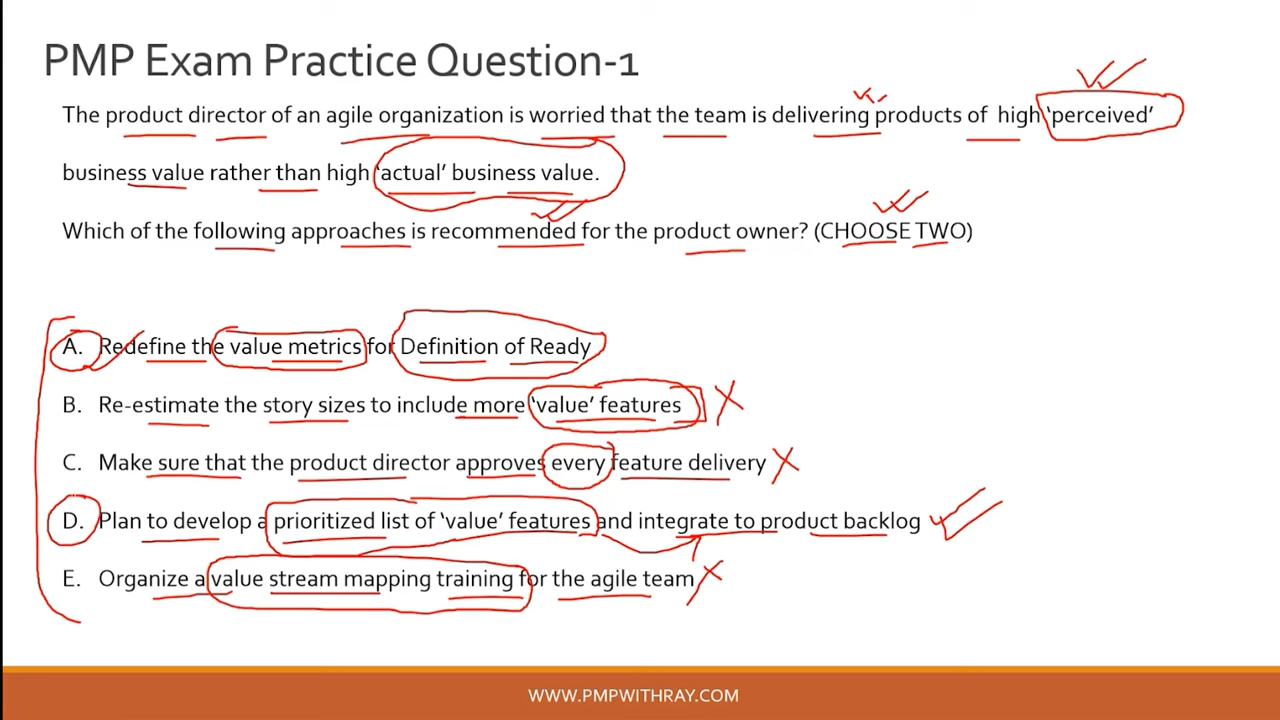 PMP Exam Practice Question-1
The product director of an agile organization is worried that the team is delivering products of high ‘perceived’
business value rather than high ‘actual’ business value.
Which of the following approaches is recommended for the product owner? (CHOOSE TWO)
A. Redefine the value metrics for Definition of Ready
B. Re-estimate the story sizes to include more ‘value’ features
C. Make sure that the product director approves every feature delivery
D. Plan to develop a prioritized list of ‘value’ features and integrate to product backlog
E. Organize a value stream mapping training for the agile team
WWW.PMPWITHRAY.COM